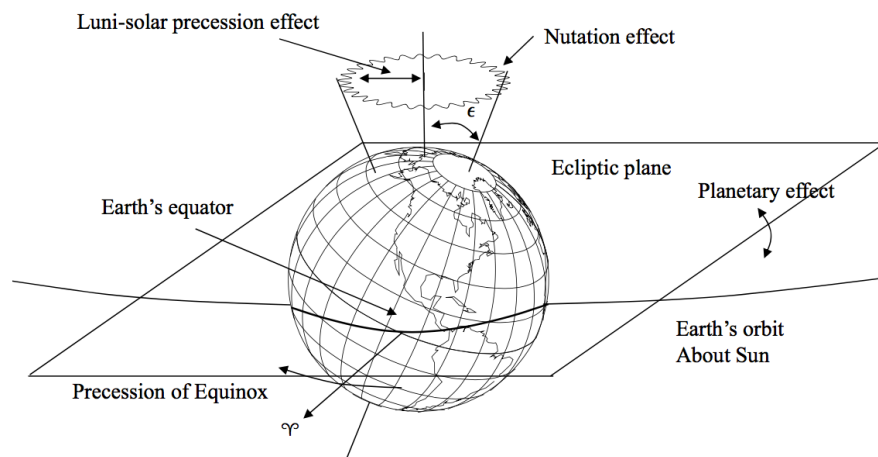 Luni-solar precession effect
Nutation effect
ϵ
Ecliptic plane
Planetary effect
Earth's equator
Earth's orbit
About Sun
Precession of Equinox
♈